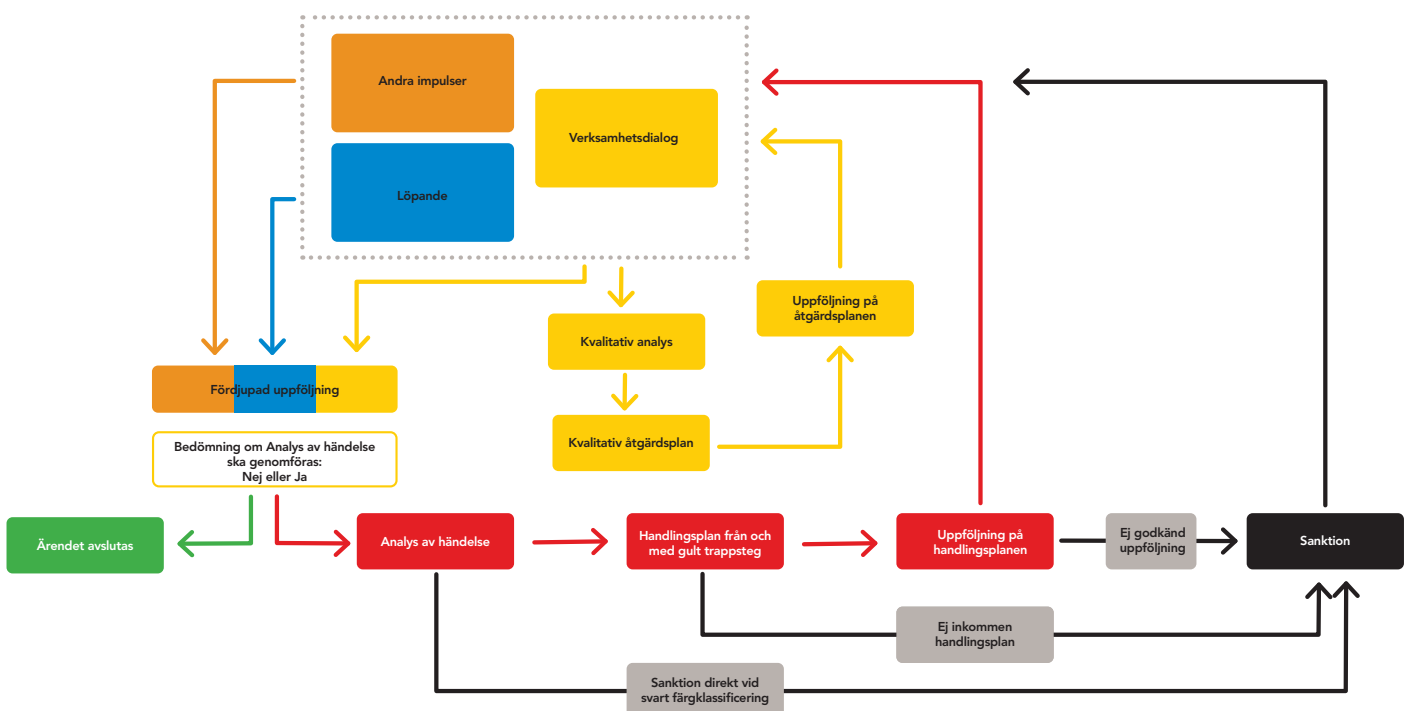 Andra impulser
Verksamhetsdialog
Löpande
Uppföljning på
åtgärdsplanen
Kvalitativ analys
Fördjupad uppföljning
Kvalitativ åtgärdsplan
Bedömning om Analys av händelse
ska genomföras:
Nej eller Ja
Ärendet avslutas
Analys av händelse
Handlingsplan från och
med gult trappsteg
Uppföljning på
handlingsplanen
Ej godkänd
uppföljning
Sanktion
Ej inkommen
handlingsplan
Sanktion direkt vid
svart färgklassificering